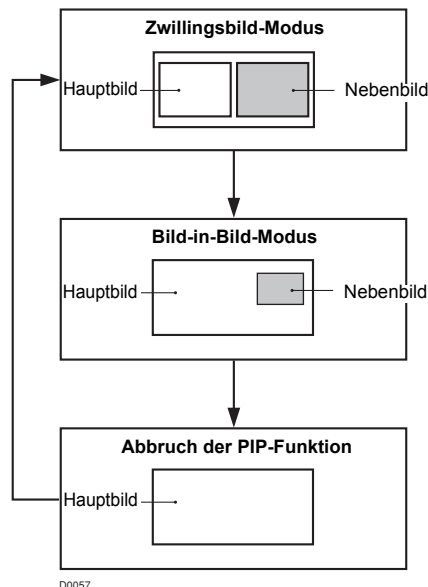 Zwillingsbild-Modus
Hauptbild
Nebenbild
Bild-in-Bild-Modus
Hauptbild
Nebenbild
Abbruch der PIP-Funktion
Hauptbild
D0057